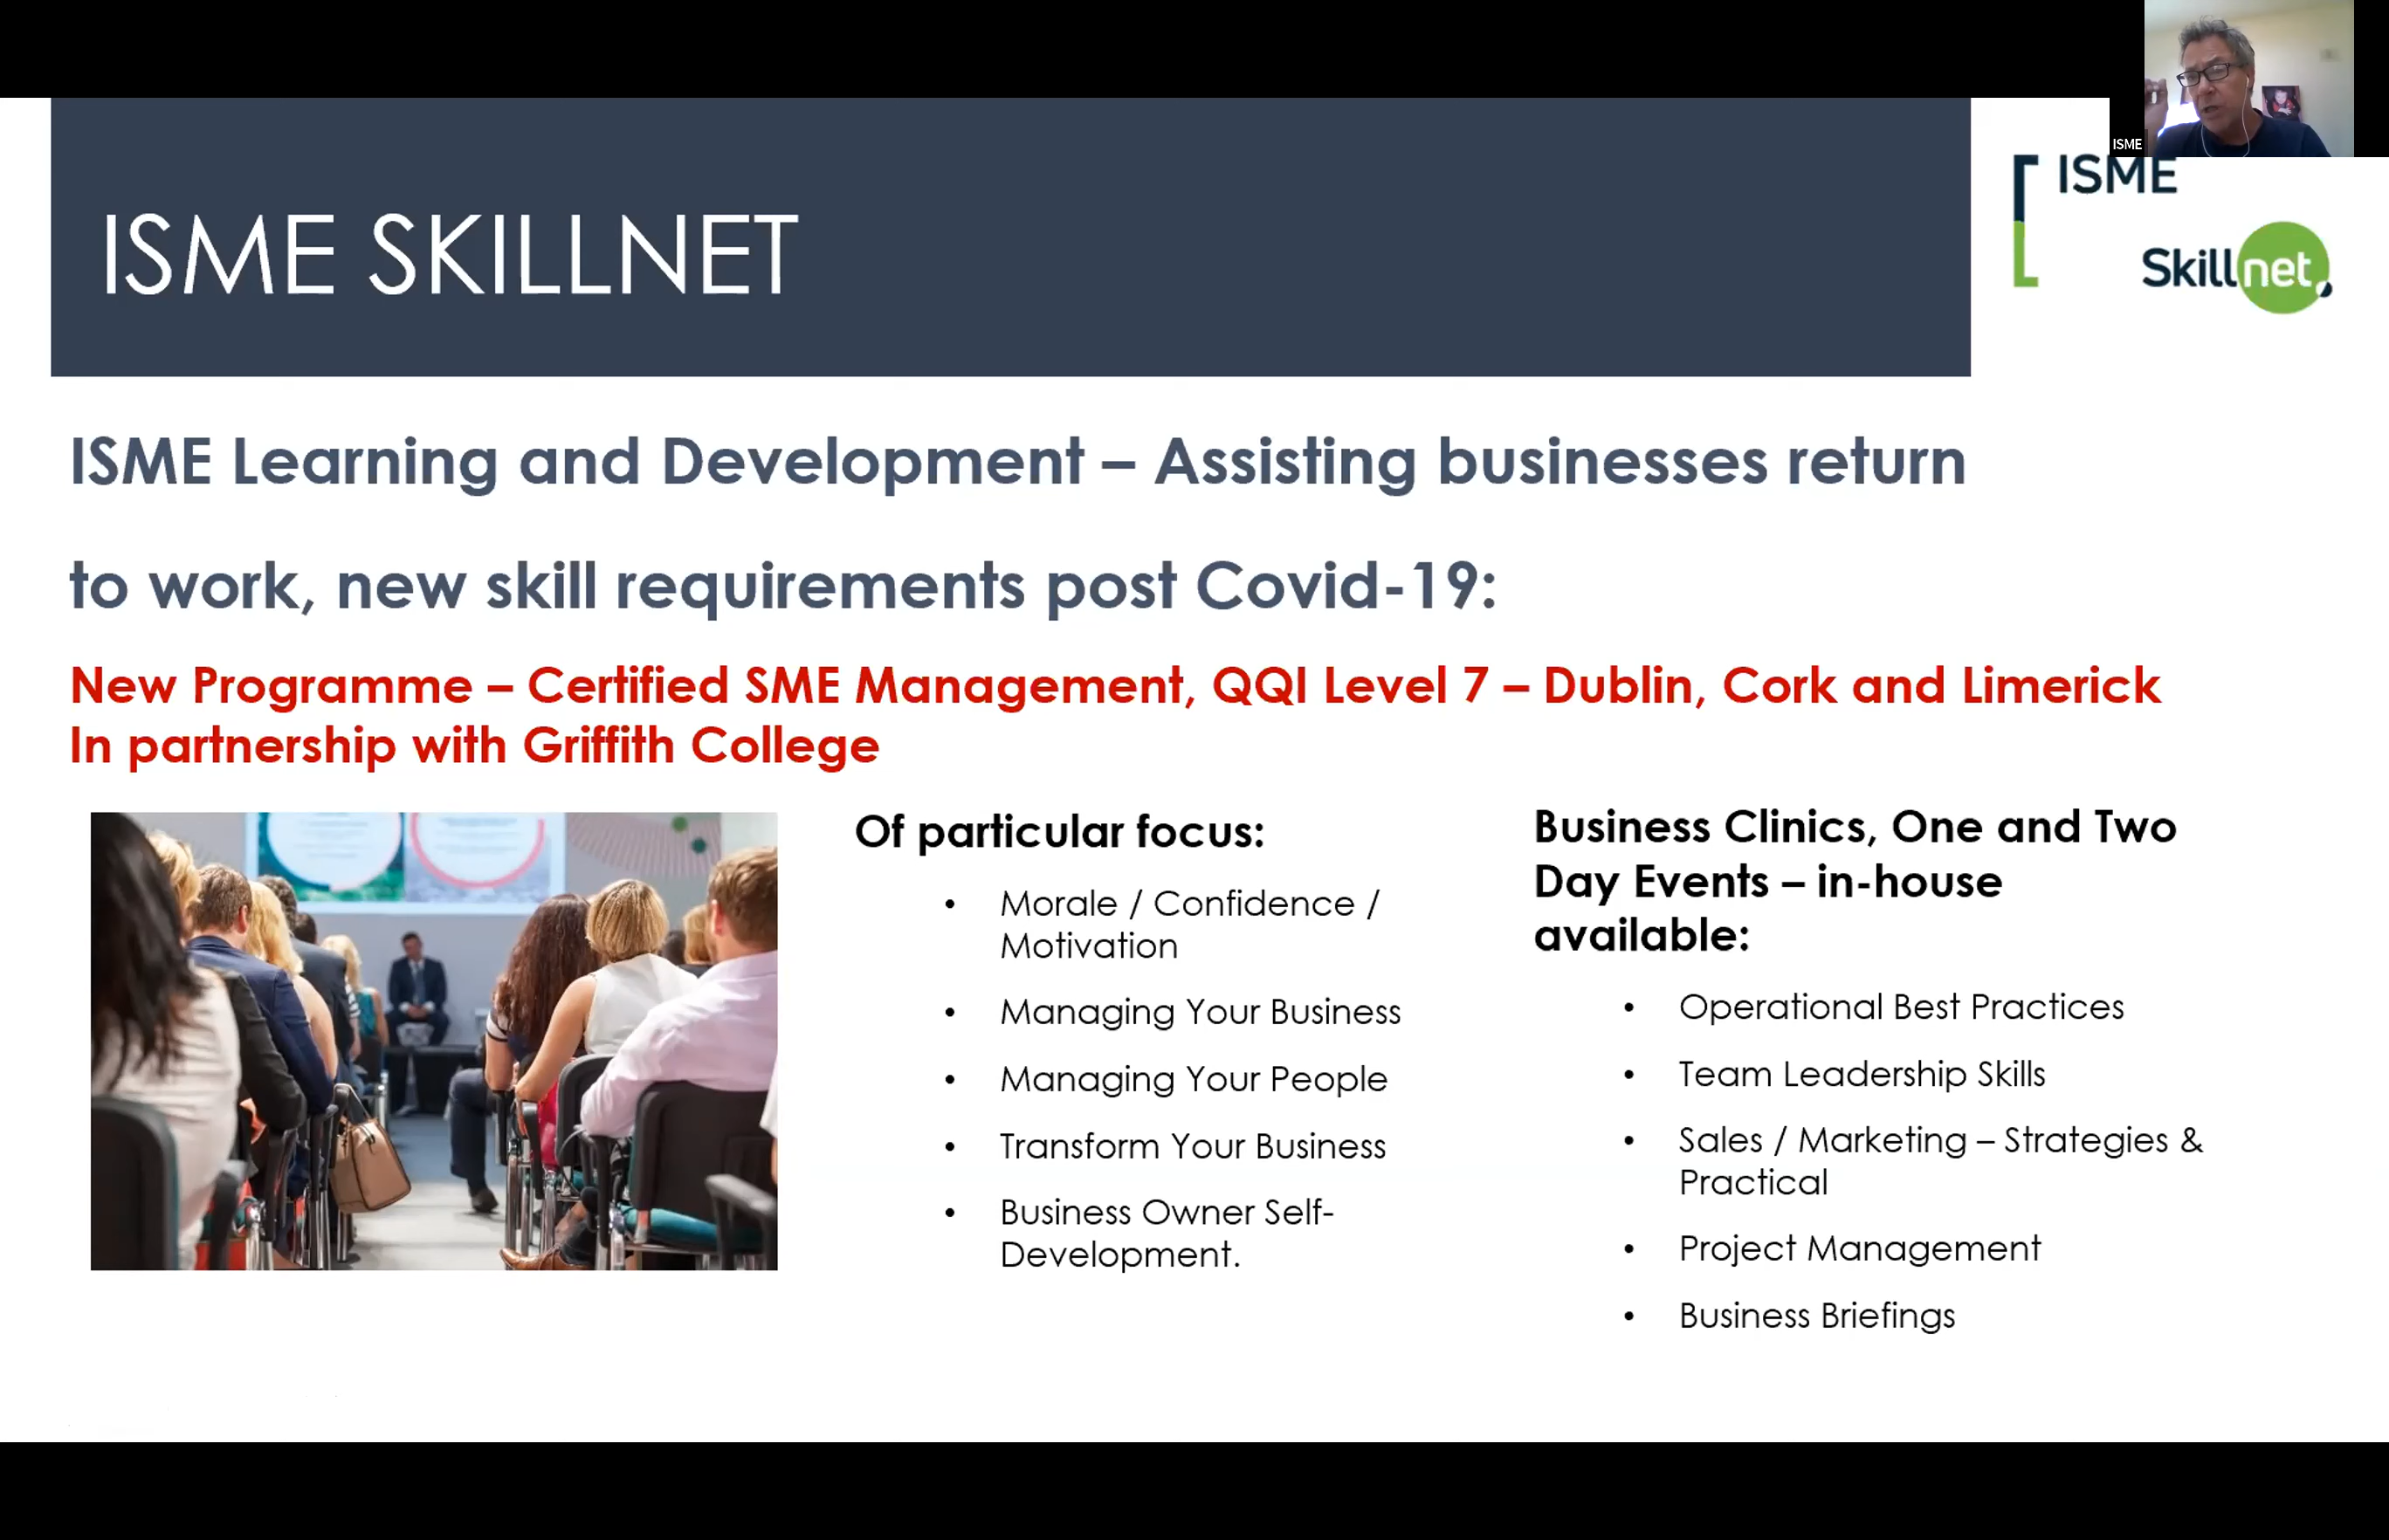 ISME
ISME SKILLNET
ISME
Skillnet
ISME Learning and Development – Assisting businesses return
to work, new skill requirements post Covid-19:
New Programme – Certified SME Management, QQI Level 7 – Dublin, Cork and Limerick
In partnership with Griffith College
Of particular focus:
• Morale / Confidence /
Motivation
• Managing Your Business
• Managing Your People
• Transform Your Business
• Business Owner Self-
Development.
Business Clinics, One and Two
Day Events – in-house
available:
• Operational Best Practices
• Team Leadership Skills
• Sales / Marketing – Strategies &
Practical
• Project Management
• Business Briefings